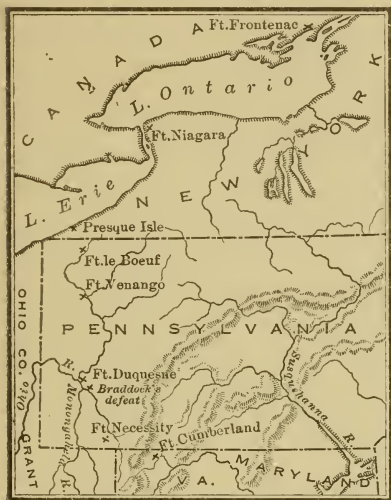 Ft. Frontenac
CANADA
L. Ontario
Ft. Niagara
NEW YORK
L. Erie
Presque Isle
Ft. le Boeuf
Ft. Venango
PENNSYLVANIA
OHIO CO. GRANT
Ohio R.
Ft. Duquesne
Braddock's
defeat
Monongahela R.
Susquehanna R.
Ft. Necessity
Ft. Cumberland
MARYLAND
VA.